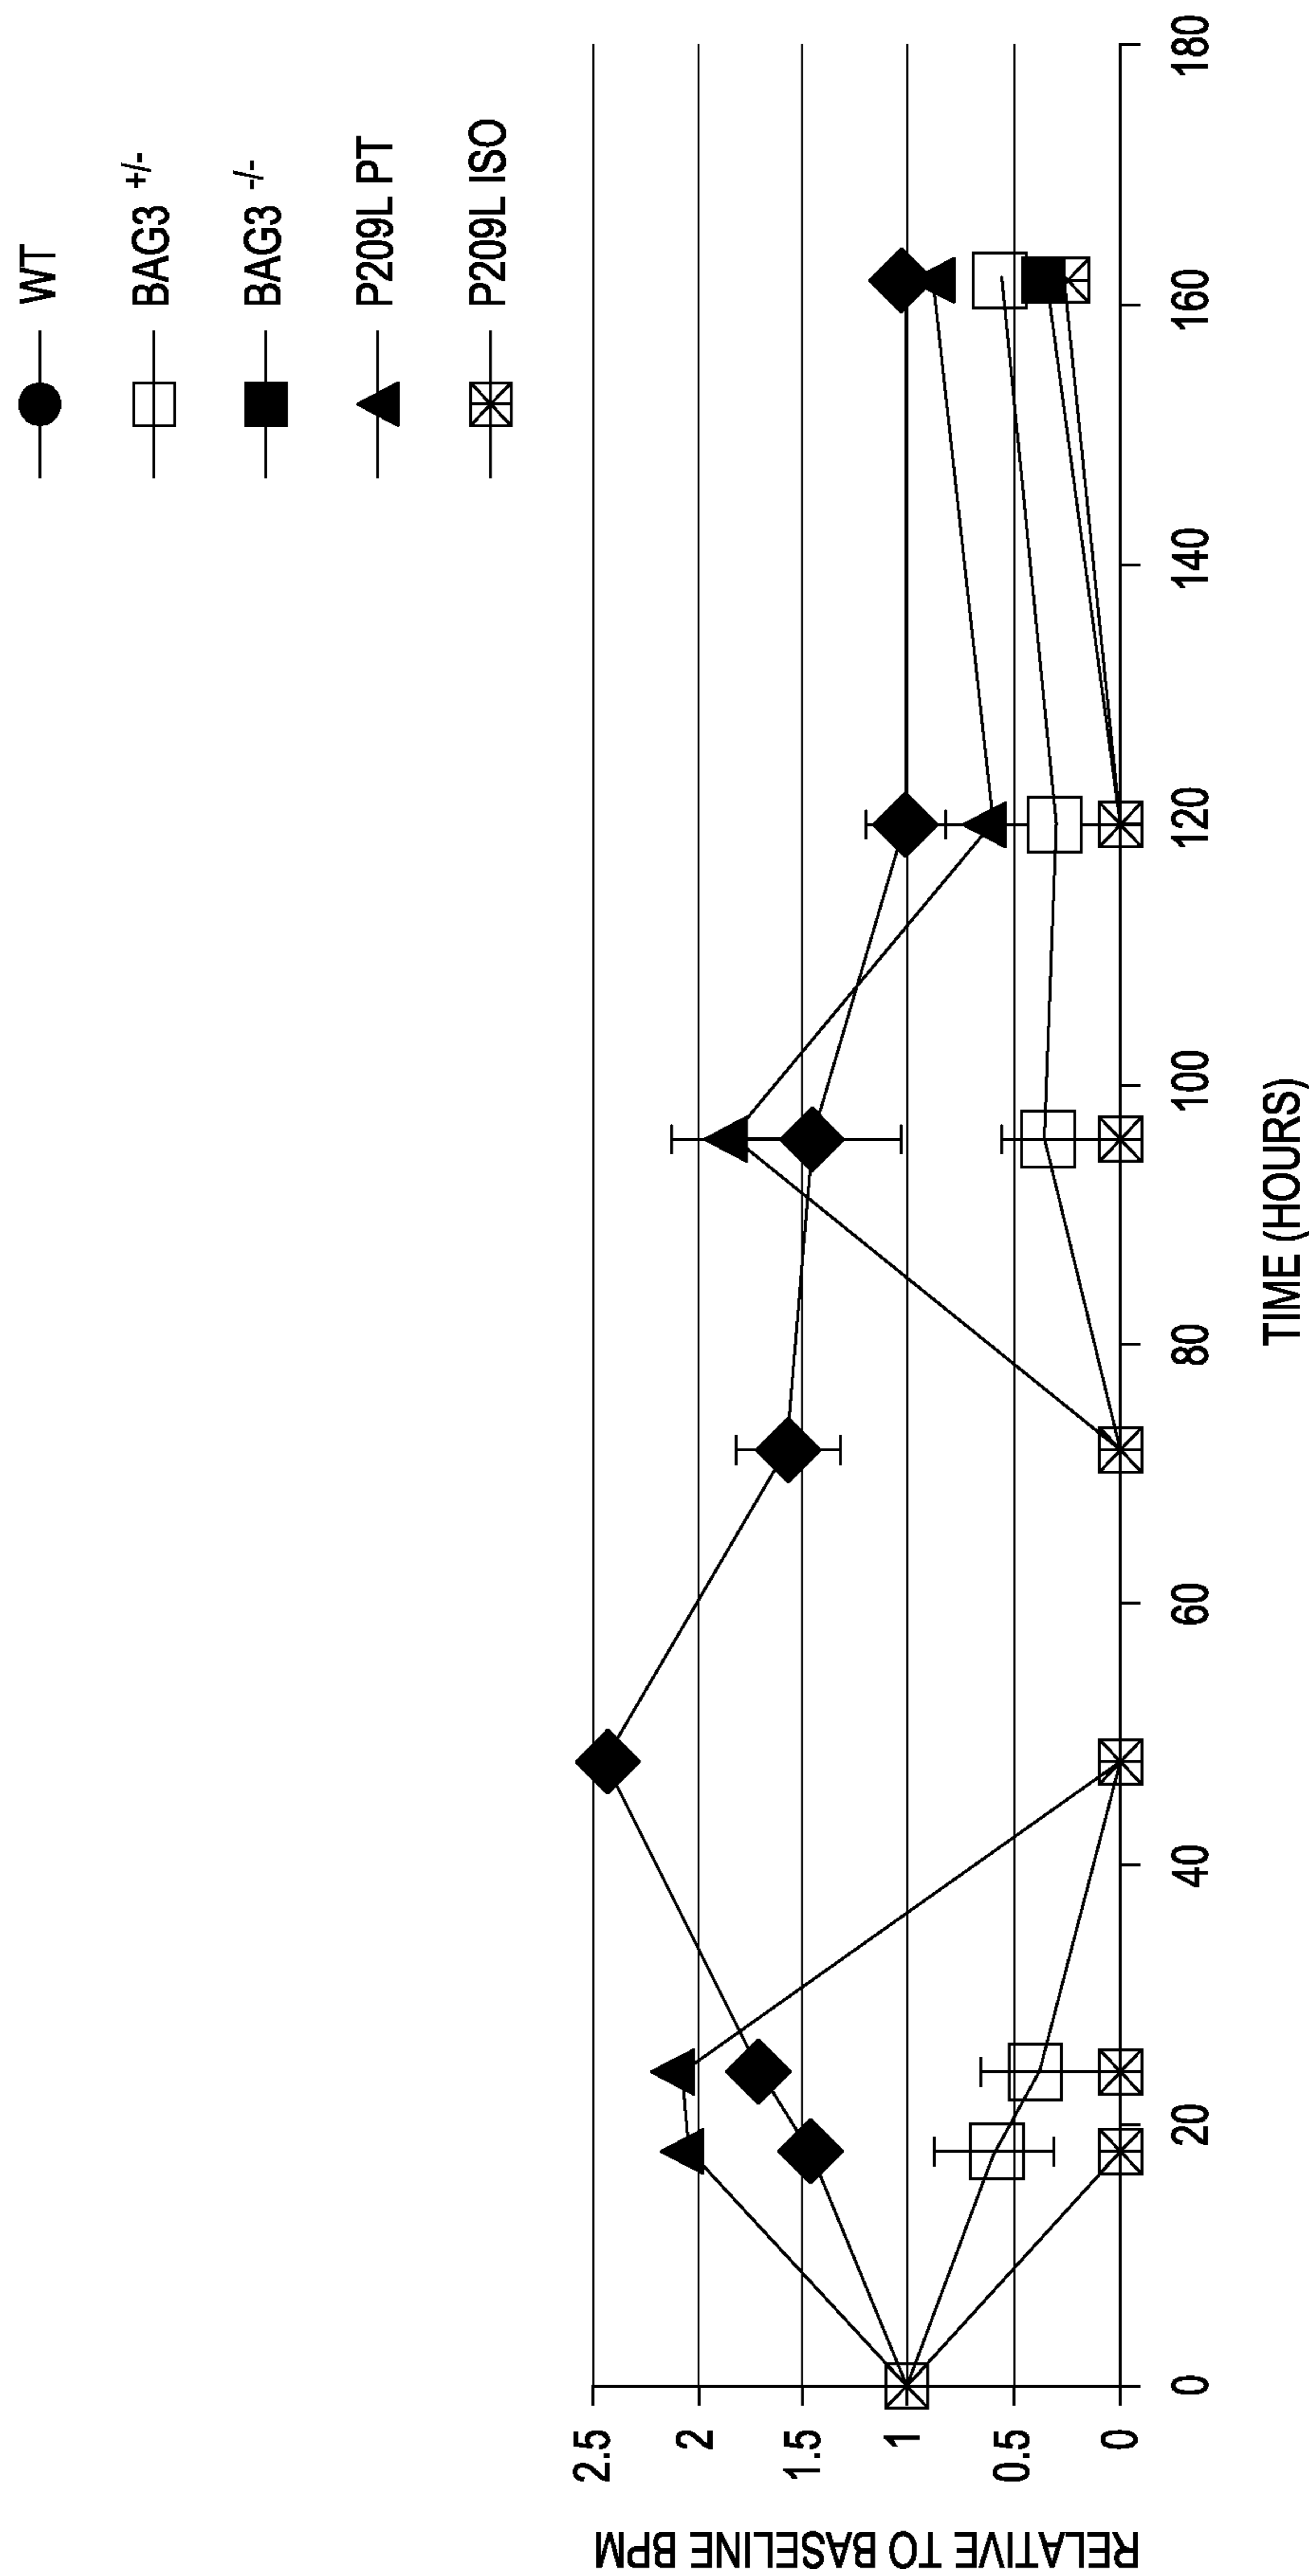 WT
BAG3 +/-
BAG3 -/-
P209L PT
P209L ISO
2.5
2
1.5
1
0.5
0
RELATIVE TO BASELINE BPM
0
20
40
60
80
100
120
140
160
180
TIME (HOURS)